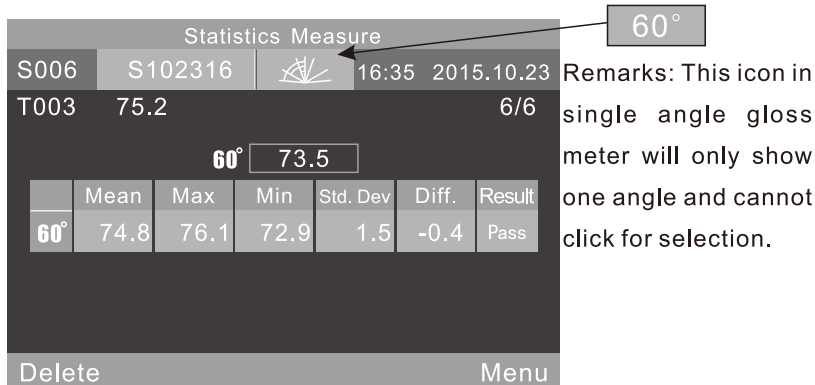 Statistics Measure
60°
S006 S102316 16:35 2015.10.23
T003 75.2 6/6
60° 73.5
Mean Max Min Std. Dev Diff. Result
60° 74.8 76.1 72.9 1.5 -0.4 Pass
Delete Menu
Remarks: This icon in
single angle gloss
meter will only show
one angle and cannot
click for selection.